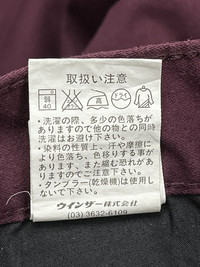 取扱い注意
弱
40
中
ドライ
・洗濯の際、多少の色落ちが
ありますので他の物との同時
洗いはお避け下さい。
・染料の性質上、汗や摩擦に
より色落ち、色移りする事が
あります、また縮む恐れがあ
りますのでご注意下さい。
・タンブラー(乾燥機)は使用し
ないで下さい。
ウインザー株式会社
(03) 3632-6109